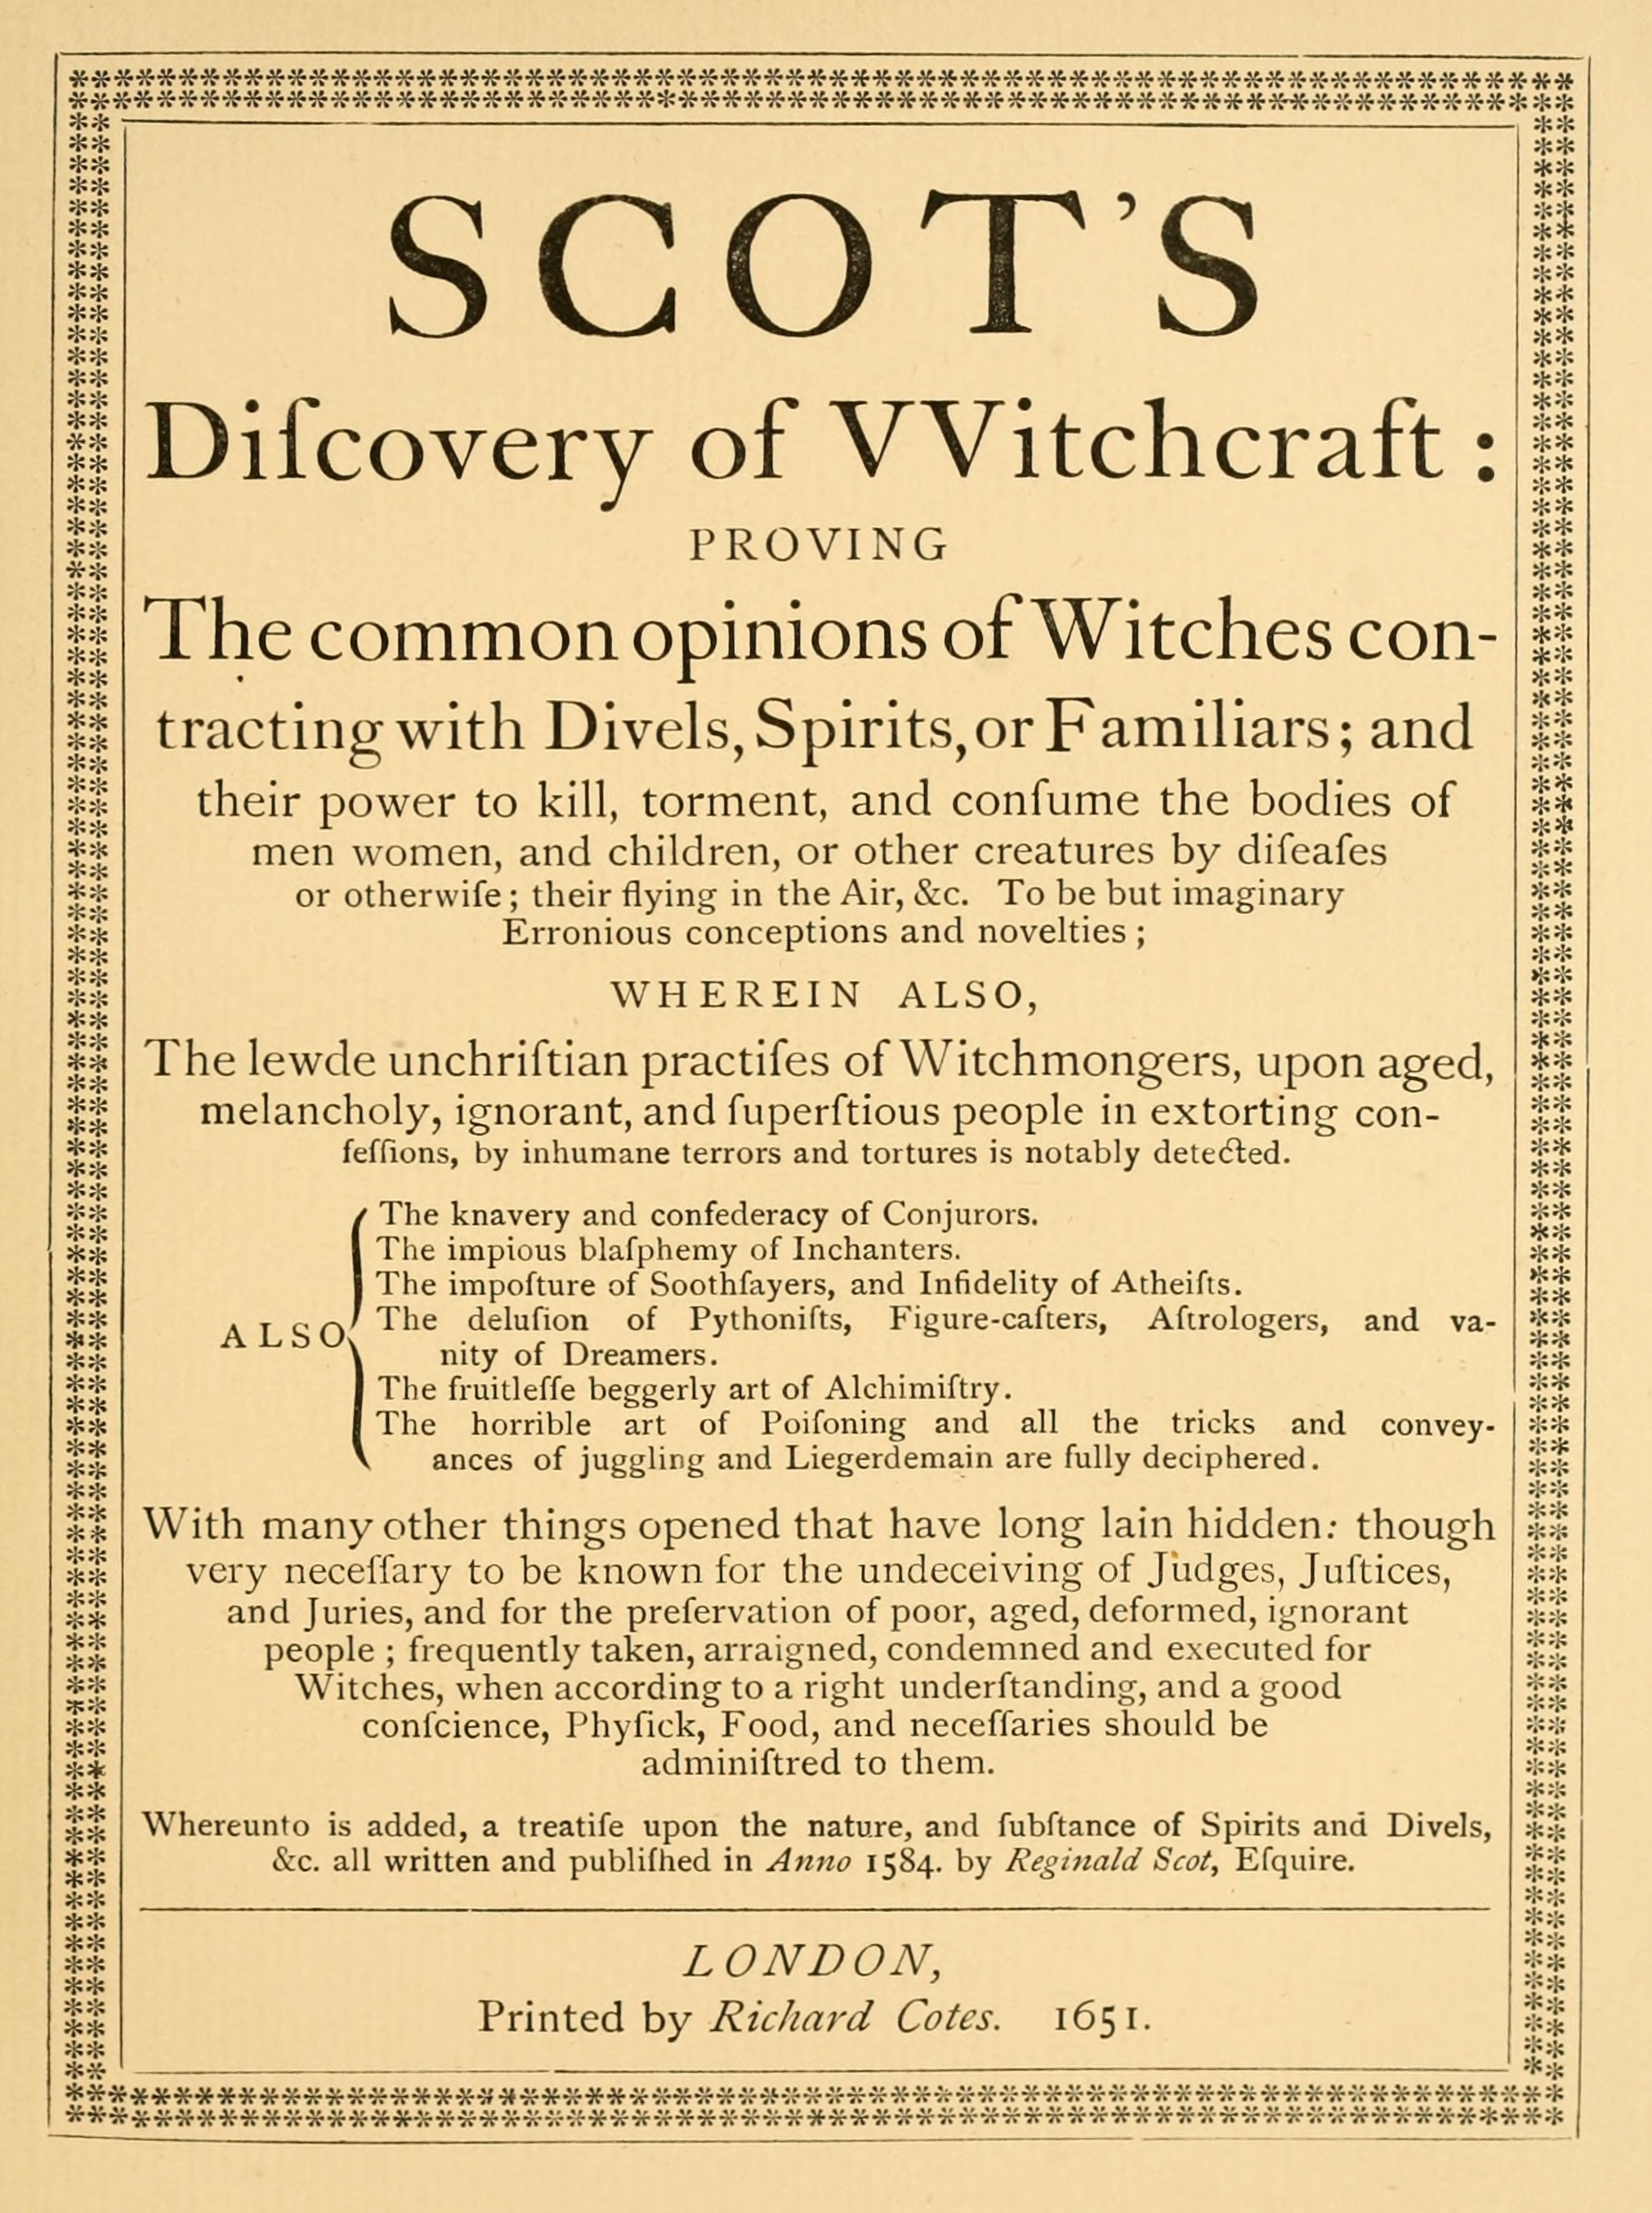 SCOT'S
Diſcovery of VVitchcraft :
PROVING
The common opinions of Witches con-
tracting with Divels, Spirits, or Familiars; and
their power to kill, torment, and conſume the bodies of
men women, and children, or other creatures by diſeaſes
or otherwiſe; their flying in the Air, &c. To be but imaginary
Erronious conceptions and novelties;
WHEREIN ALSO,
The lewde unchriſtian practiſes of Witchmongers, upon aged,
melancholy, ignorant, and ſuperſtious people in extorting con-
feſſions, by inhumane terrors and tortures is notably detected.
ALSO
The knavery and confederacy of Conjurors.
The impious blaſphemy of Inchanters.
The impoſture of Soothſayers, and Infidelity of Atheiſts.
The deluſion of Pythoniſts, Figure-caſters, Aſtrologers, and va-
nity of Dreamers.
The fruitleſſe beggerly art of Alchimiſtry.
The horrible art of Poiſoning and all the tricks and convey-
ances of juggling and Liegerdemain are fully deciphered.
With many other things opened that have long lain hidden: though
very neceſſary to be known for the undeceiving of Judges, Juſtices,
and Juries, and for the preſervation of poor, aged, deformed, ignorant
people; frequently taken, arraigned, condemned and executed for
Witches, when according to a right underſtanding, and a good
conſcience, Phyſick, Food, and neceſſaries should be
adminiſtred to them.
Whereunto is added, a treatiſe upon the nature, and ſubſtance of Spirits and Divels,
&c. all written and publiſhed in Anno 1584. by Reginald Scot, Eſquire.
LONDON,
Printed by Richard Cotes. 1651.